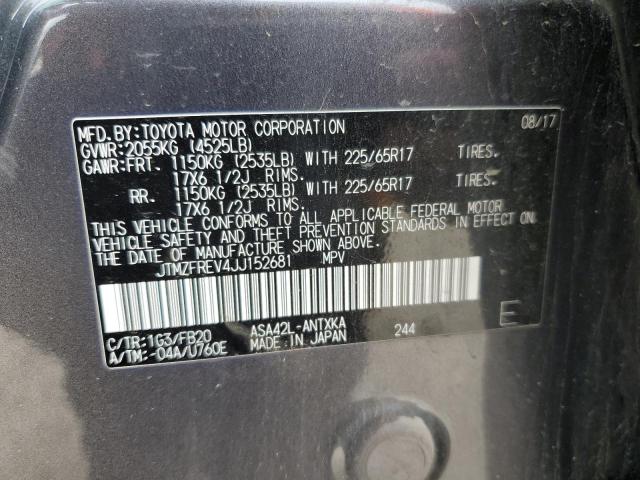 MFD.BY:TOYOTA MOTOR CORPORATION 08/17
GVWR:2055KG (4525LB)
GAWR:FRT. 1150KG (2535LB) WITH 225/65R17 TIRES.
17X6 1/2J RIMS.
RR. 1150KG (2535LB) WITH 225/65R17 TIRES.
17X6 1/2J RIMS.
THIS VEHICLE CONFORMS TO ALL APPLICABLE FEDERAL MOTOR
VEHICLE SAFETY AND THEFT PREVENTION STANDARDS IN EFFECT ON
THE DATE OF MANUFACTURE SHOWN ABOVE.
JTMZFREV4JJ152681 MPV
C/TR:1G3/FB20 ASA42L-ANTXKA 244 E
A/TM:-04A/U760E MADE IN JAPAN